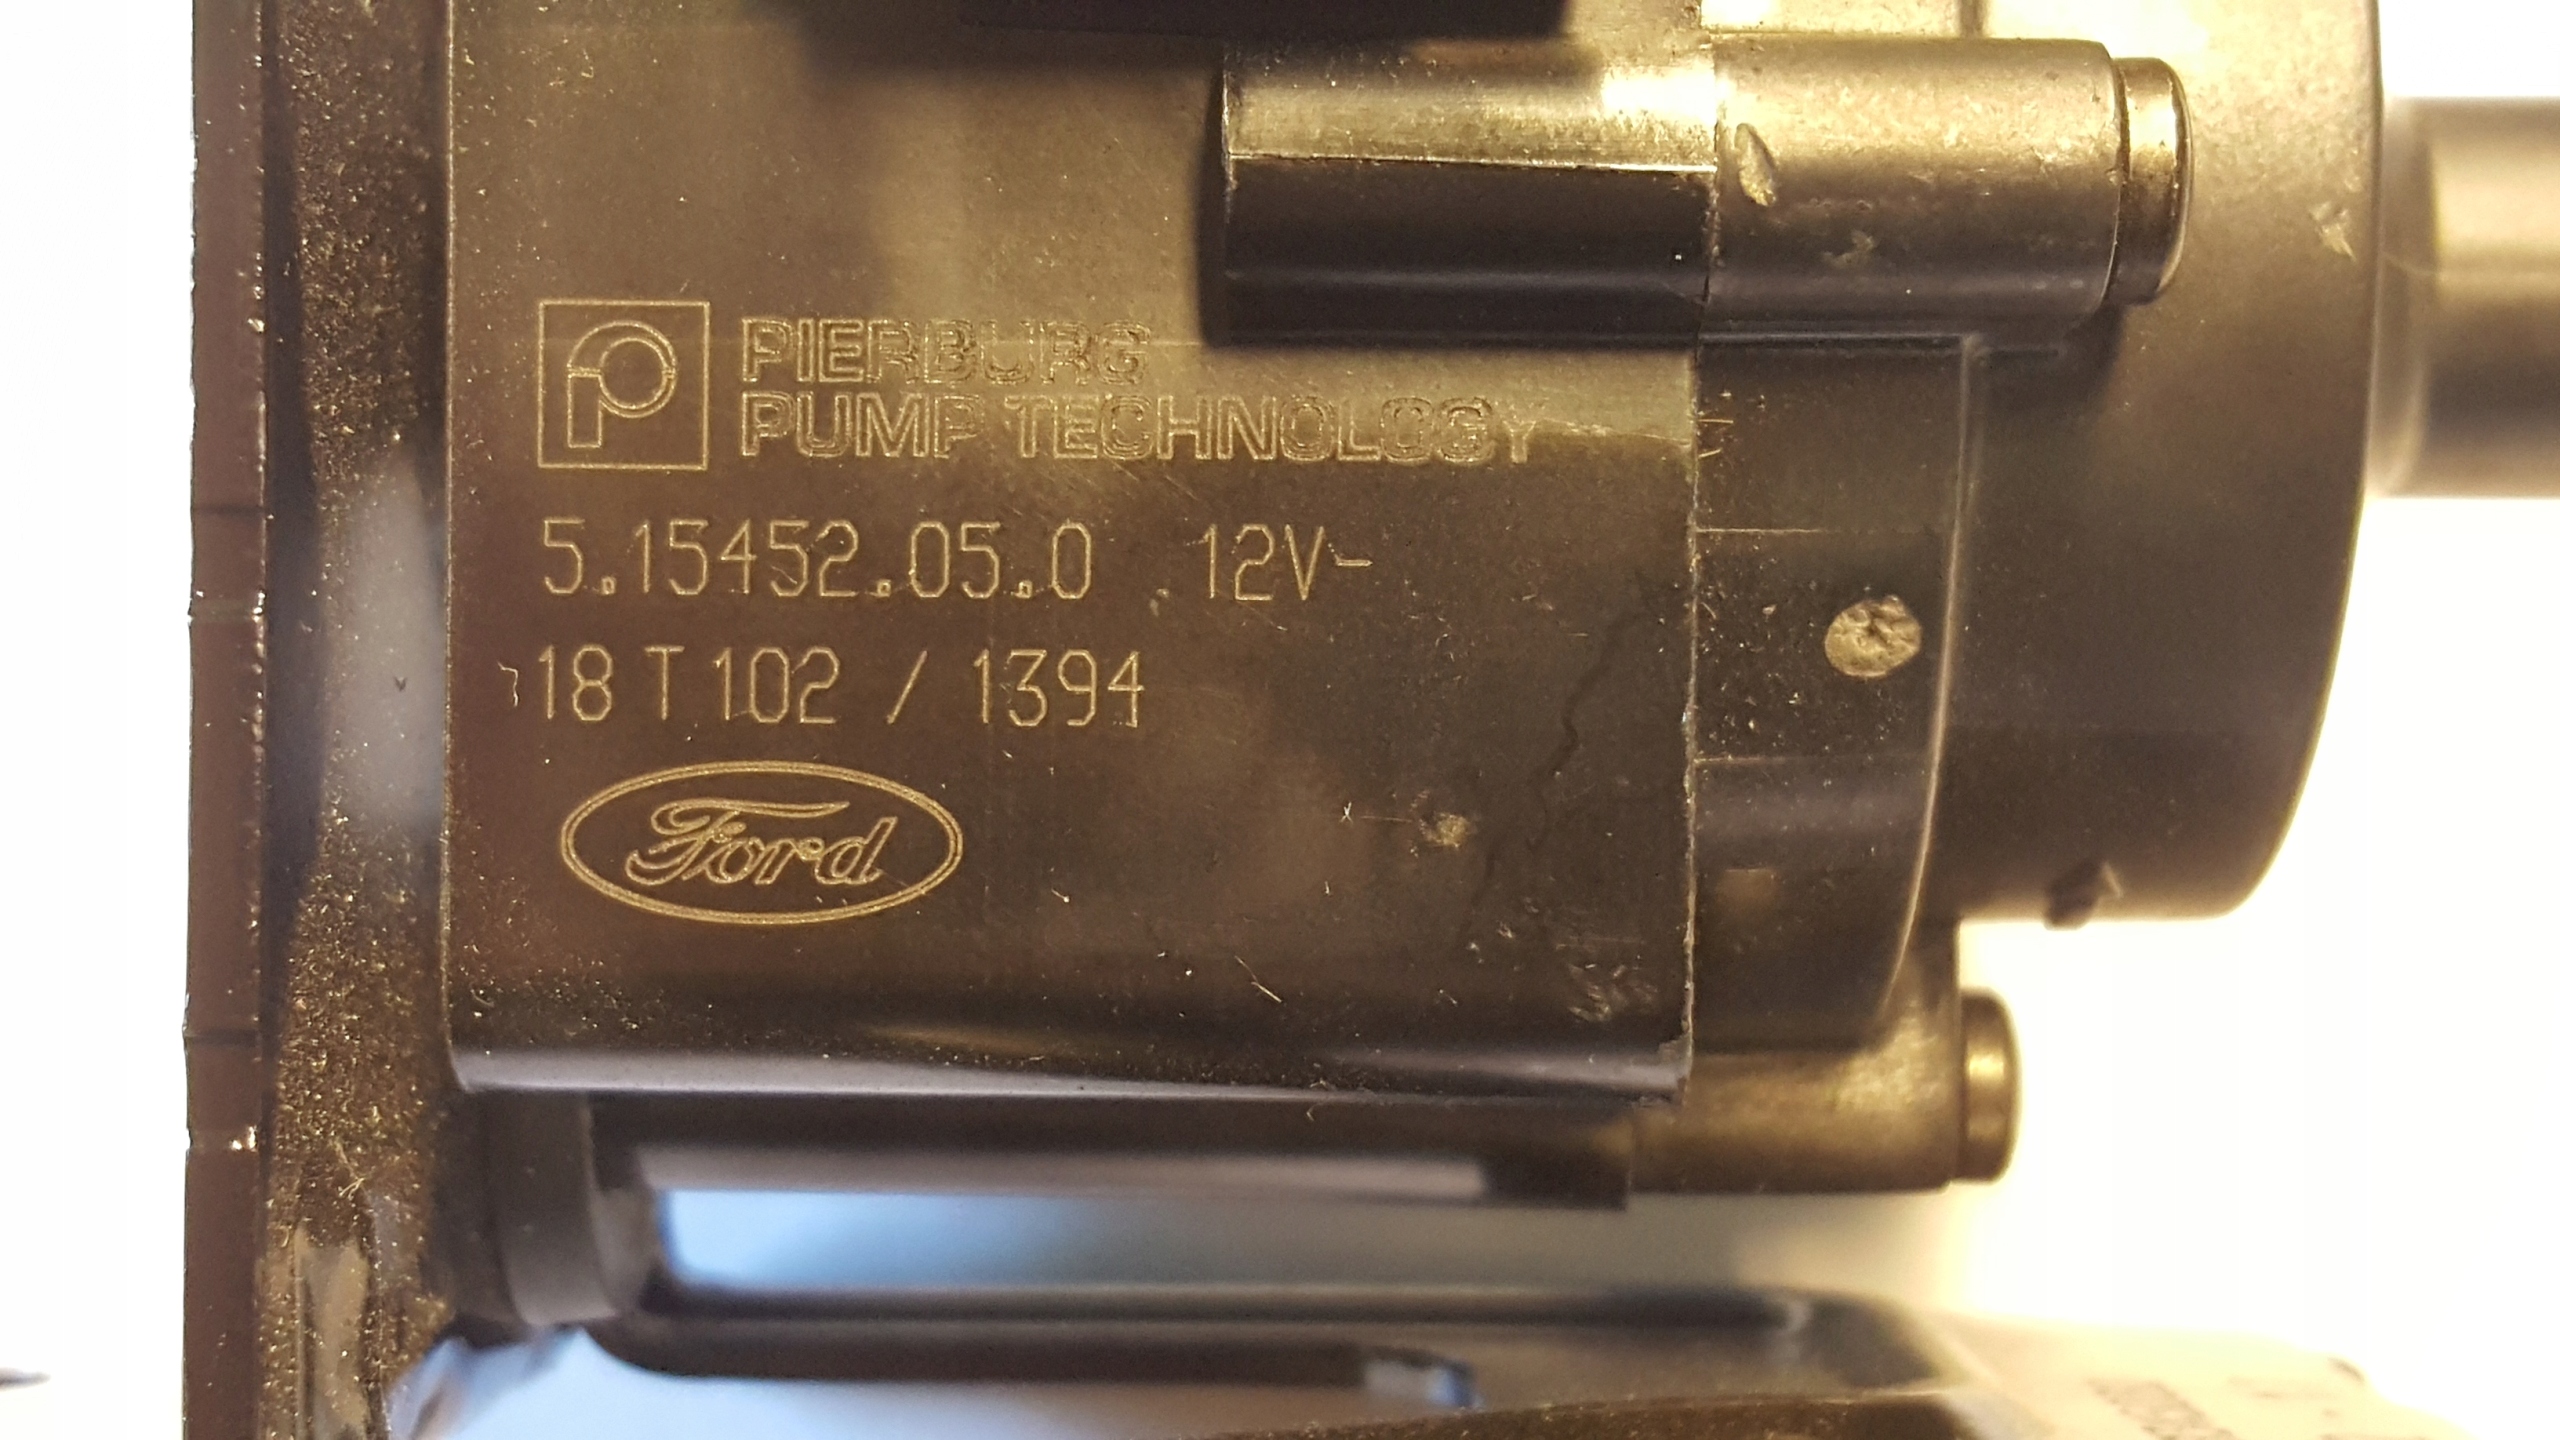 PIERBURG
PUMP TECHNOLOGY
5.15452.05.0 12V-
18 T 102 / 1394
Ford